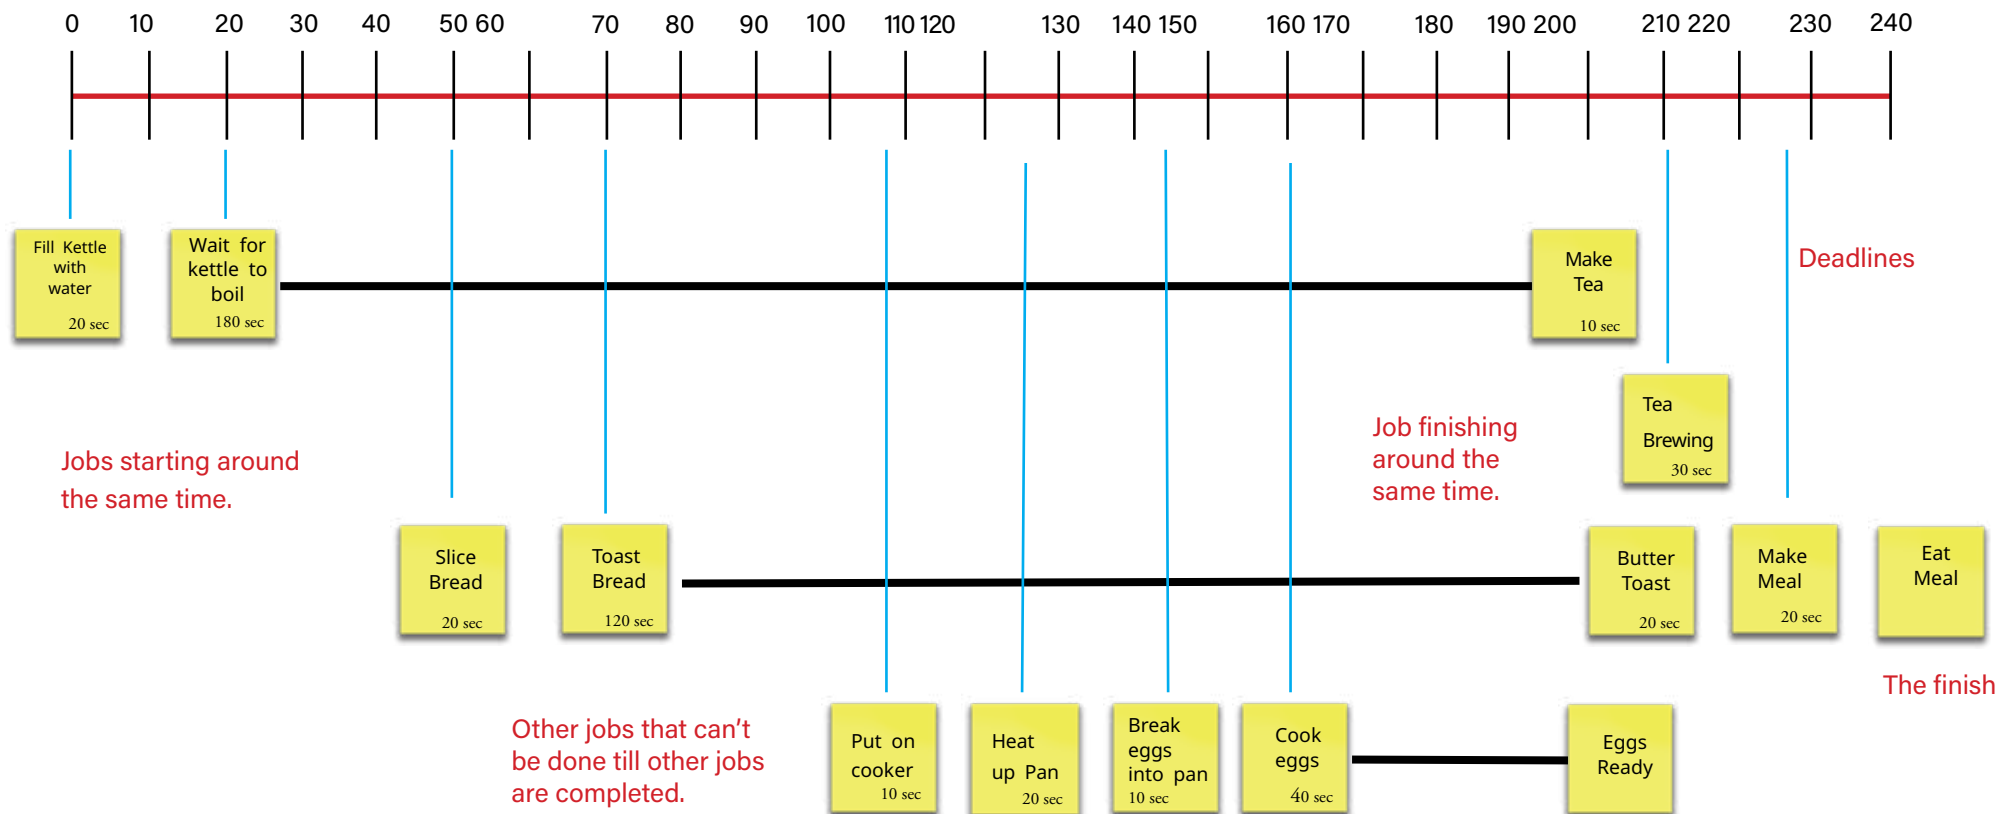 0 10 20 30 40 50 60 70 80 90 100 110 120 130 140 150 160 170 180 190 200 210 220 230 240
Fill Kettle
with
water
20 sec
Wait for
kettle to
boil
180 sec
Make
Tea
10 sec
Deadlines
Tea
Brewing
30 sec
Job finishing
around the
same time.
Jobs starting around
the same time.
Slice
Bread
20 sec
Toast
Bread
120 sec
Butter
Toast
20 sec
Make
Meal
20 sec
Eat
Meal
The finish
Other jobs that can't
be done till other jobs
are completed.
Put on
cooker
10 sec
Heat
up Pan
20 sec
Break
eggs
into pan
10 sec
Cook
eggs
40 sec
Eggs
Ready